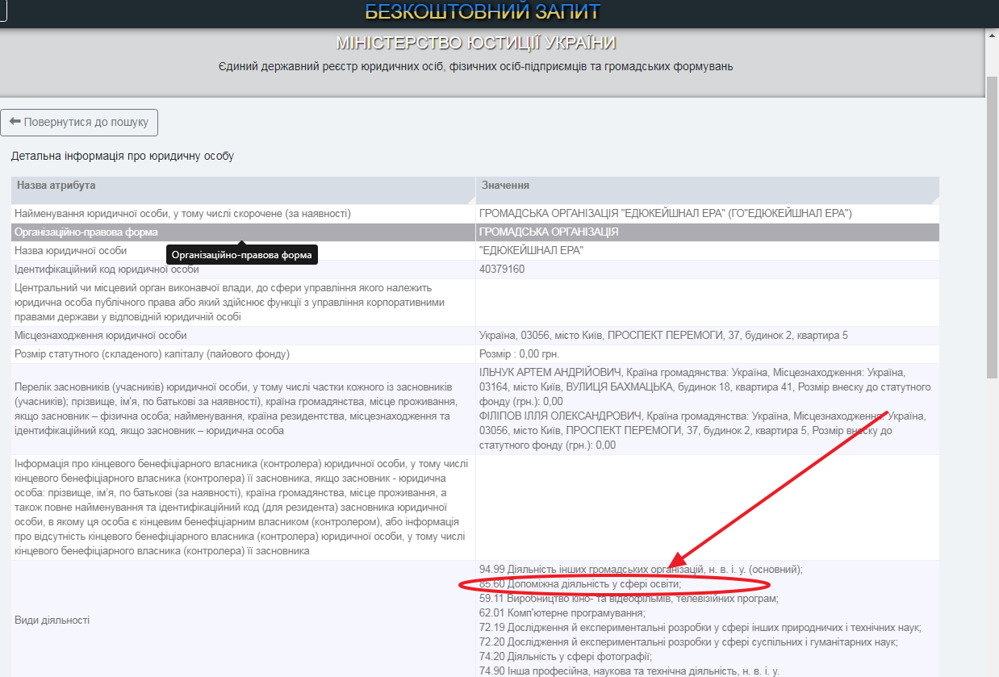 БЕЗКОШТОВНИЙ ЗАПИТ
МІНІСТЕРСТВО ЮСТИЦІЇ УКРАЇНИ
Єдиний державний реєстр юридичних осіб, фізичних осіб-підприємців та громадських формувань
Повернутися до пошуку
Детальна інформація про юридичну особу
Назва атрибута
Значення
Найменування юридичної особи, у тому числі скорочене (за наявності)
ГРОМАДСЬКА ОРГАНІЗАЦІЯ "ЕДЮКЕЙШНАЛ ЕРА" (ГО"ЕДЮКЕЙШНАЛ ЕРА")
Організаційно-правова форма
ГРОМАДСЬКА ОРГАНІЗАЦІЯ
Назва юридичної особи
"ЕДЮКЕЙШНАЛ ЕРА"
Організаційно-правова форма
Ідентифікаційний код юридичної особи
40379160
Центральний чи місцевий орган виконавчої влади, до сфери управління якого належить
юридична особа публічного права або який здійснює функції з управління корпоративними
правами держави у відповідній юридичній особі
Місцезнаходження юридичної особи
Україна, 03056, місто Київ, ПРОСПЕКТ ПЕРЕМОГИ, 37, будинок 2, квартира 5
Розмір статутного (складеного) капіталу (пайового фонду)
Розмір : 0,00 грн.
Перелік засновників (учасників) юридичної особи, у тому числі частки кожного із засновників
(учасників); прізвище, ім'я, по батькові за наявності), країна громадянства, місце проживання,
якщо засновник – фізична особа; найменування, країна резидентства, місцезнаходження та
ідентифікаційний код, якщо засновник – юридична особа
ІЛЬЧУК АРТЕМ АНДРІЙОВИЧ, Країна громадянства: Україна, Місцезнаходження: Україна,
03164, місто Київ, ВУЛИЦЯ БАХМАЦЬКА, будинок 18, квартира 41, Розмір внеску до статутного
фонду (грн.): 0,00
ФІЛІПОВ ІЛЛЯ ОЛЕКСАНДРОВИЧ, Країна громадянства: Україна, Місцезнаходження: Україна,
03056, місто Київ, ПРОСПЕКТ ПЕРЕМОГИ, 37, будинок 2, квартира 5, Розмір внеску до
статутного фонду (грн.): 0,00
Інформація про кінцевого бенефіціарного власника (контролера) юридичної особи, у тому числі
кінцевого бенефіціарного власника (контролера) її засновника, якщо засновник - юридична
особа: прізвище, ім'я, по батькові (за наявності), країна громадянства, місце проживання, а
також повне найменування та ідентифікаційний код (для резидента) засновника юридичної
особи, в якому ця особа є кінцевим бенефіціарним власником (контролером), або інформація
про відсутність кінцевого бенефіціарного власника (контролера) юридичної особи, у тому числі
кінцевого бенефіціарного власника (контролера) її засновника
Види діяльності
94.99 Діяльність інших громадських організацій, н. в. і. у. (основний);
85.60 Допоміжна діяльність у сфері освіти;
59.11 Виробництво кіно- та відеофільмів, телевізійних програм;
62.01 Комп'ютерне програмування;
72.19 Дослідження й експериментальні розробки у сфері інших природничих і технічних наук;
72.20 Дослідження й експериментальні розробки у сфері суспільних і гуманітарних наук;
74.20 Діяльність у сфері фотографії;
74.90 Інша професійна, наукова та технічна діяльність, н. в. і. у.